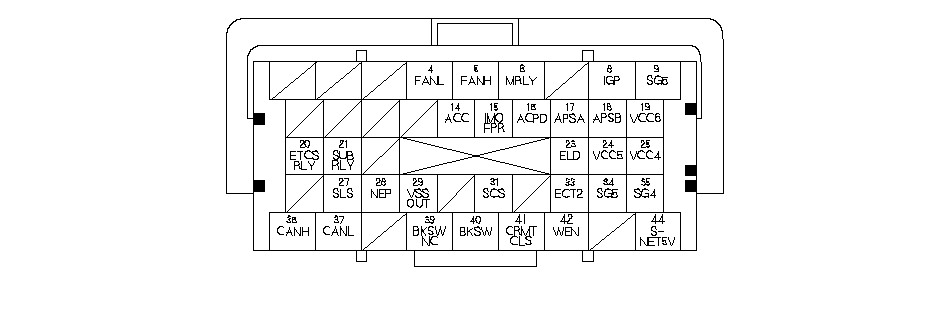 4 5 6 8 9
FANL FANH MRLY IGP SG6
14 15 16 17 18 19
ACC IMO FPR ACPD APSA APSB VCC6
20 21 23 24 25
ETCS RLY SUB RLY ELD VCC5 VCC4
27 28 29 31 33 34 35
SLS NEP VSS OUT SCS ECT2 SG5 SG4
36 37 39 40 41 42 44
CANH CANL BKSW NC BKSW CRMT CLS WEN S-NET5V